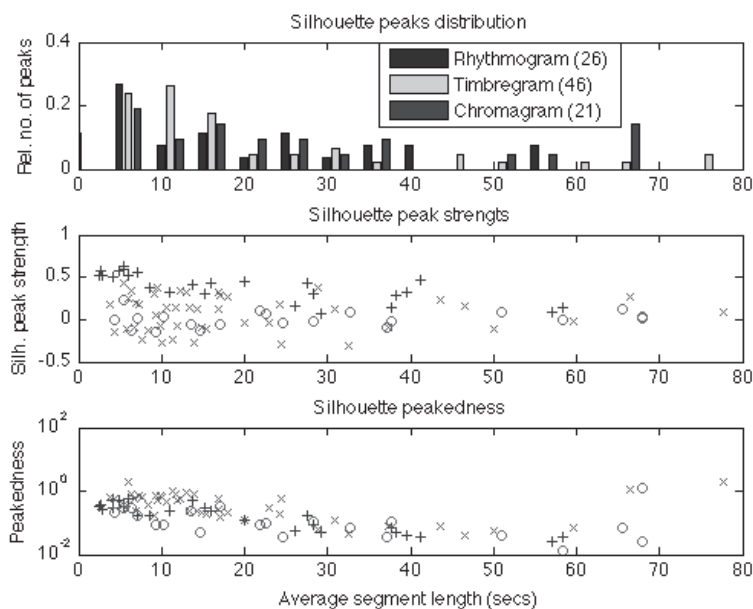 Silhouette peaks distribution
Rel. no. of peaks
0.4
0.2
0
Rhythmogram (26)
Timbregram (46)
Chromagram (21)
0 10 20 30 40 50 60 70 80
Silhouette peak strengts
Silh. peak strength
1
0.5
0
-0.5
0 10 20 30 40 50 60 70 80
Silhouette peakedness
Peakedness
10^2
10^0
10^-2
0 10 20 30 40 50 60 70 80
Average segment length (secs)